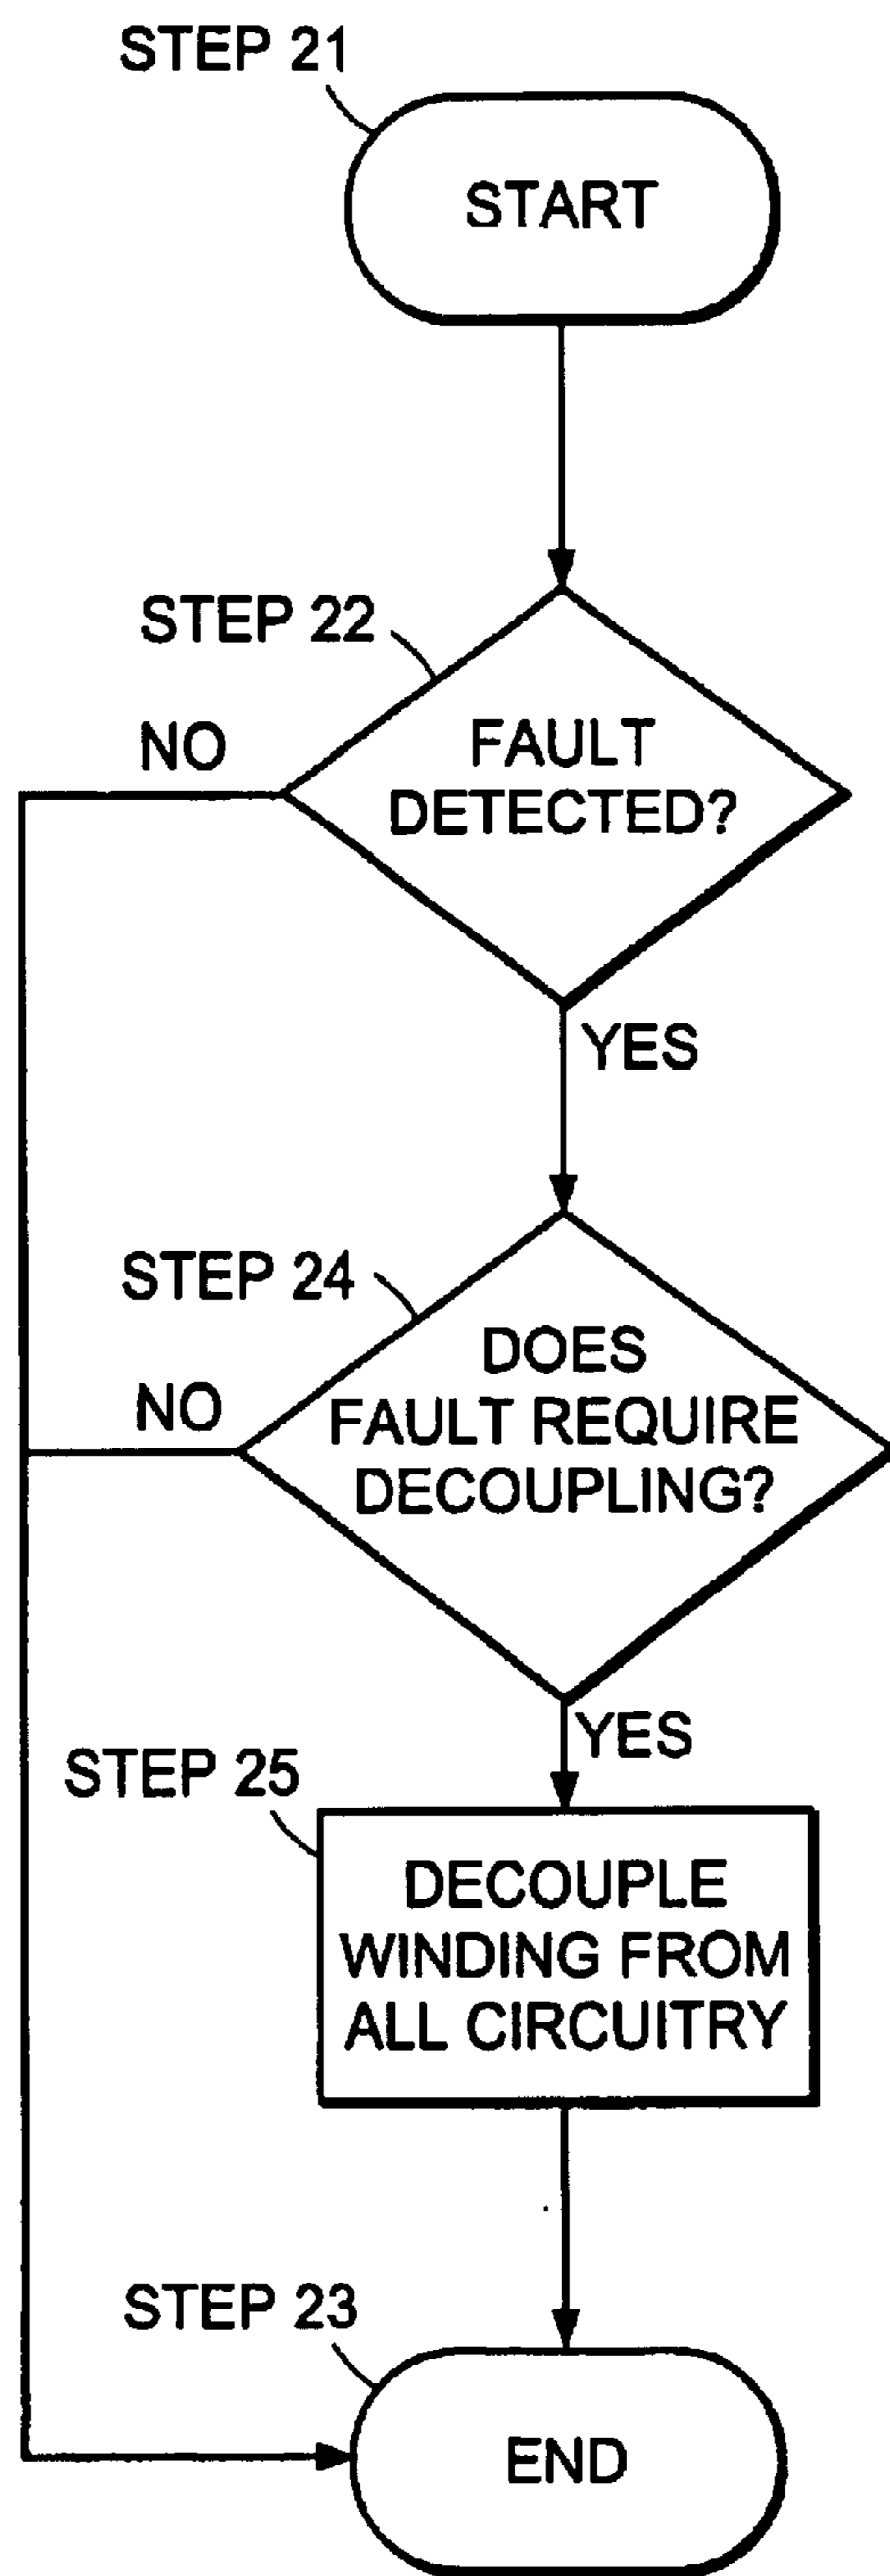 STEP 21
START
STEP 22
NO
FAULT
DETECTED?
YES
STEP 24
NO
DOES
FAULT REQUIRE
DECOUPLING?
YES
STEP 25
DECOUPLE
WINDING FROM
ALL CIRCUITRY
STEP 23
END